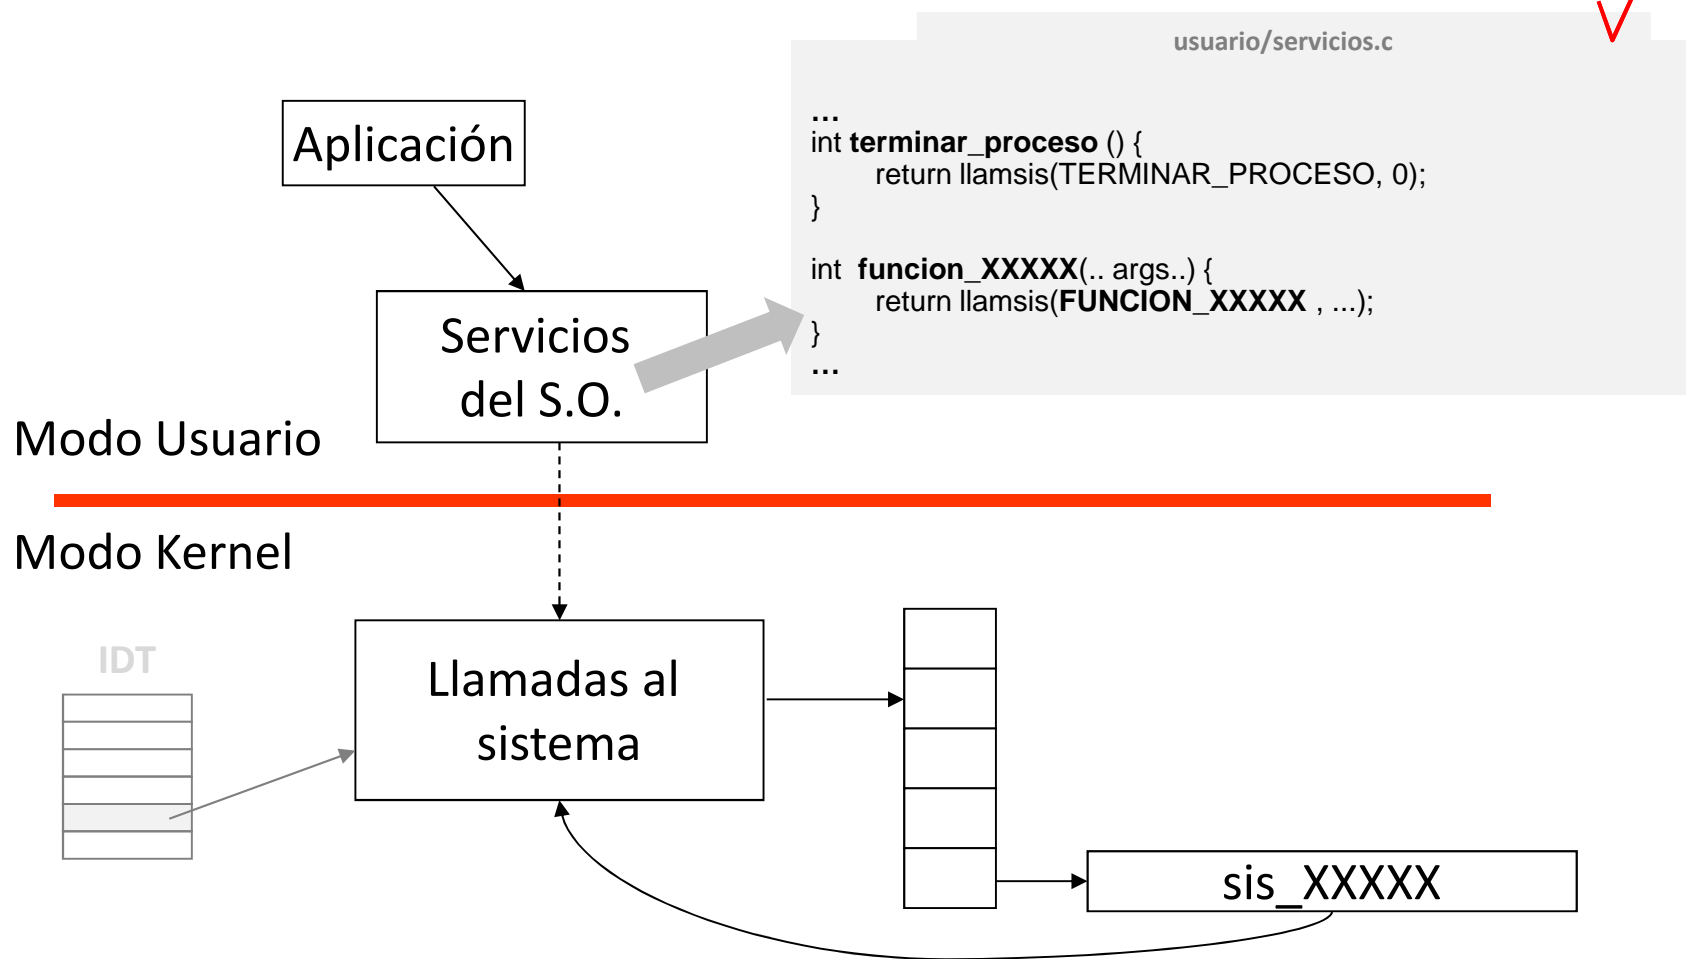 usuario/servicios.c
Aplicación
...
int terminar_proceso () {
return llamsis(TERMINAR_PROCESO, 0);
}
int funcion_XXXXX(.. args..) {
return llamsis(FUNCION_XXXXX , ...);
}
...
Servicios
del S.O.
Modo Usuario
Modo Kernel
IDT
Llamadas al
sistema
sis_XXXXX